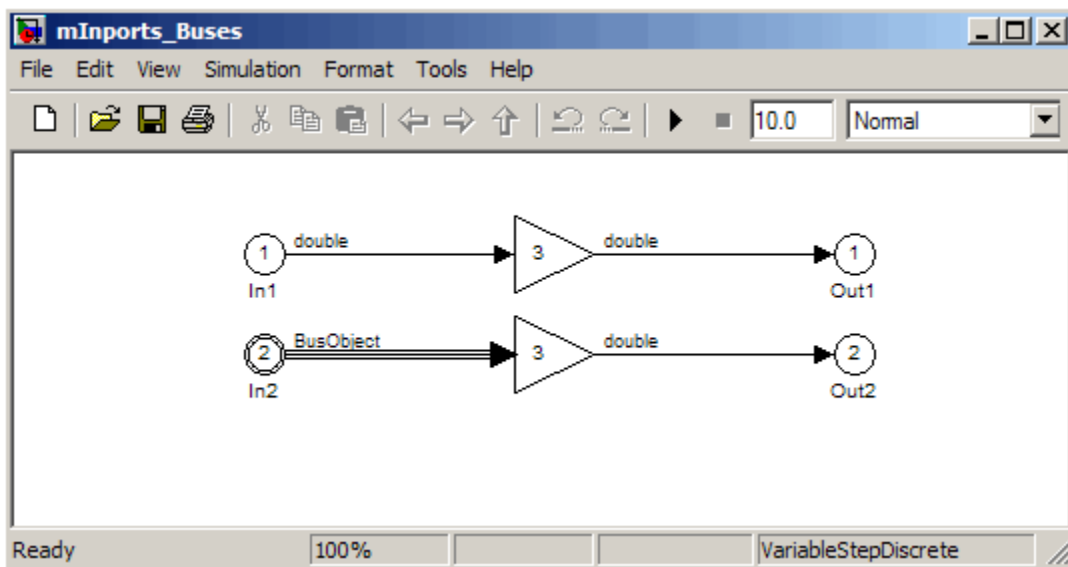 mInports_Buses
File Edit View Simulation Format Tools Help
10.0 Normal
1 double 3 double 1
In1 Out1
2 BusObject 3 double 2
In2 Out2
Ready 100% VariableStepDiscrete